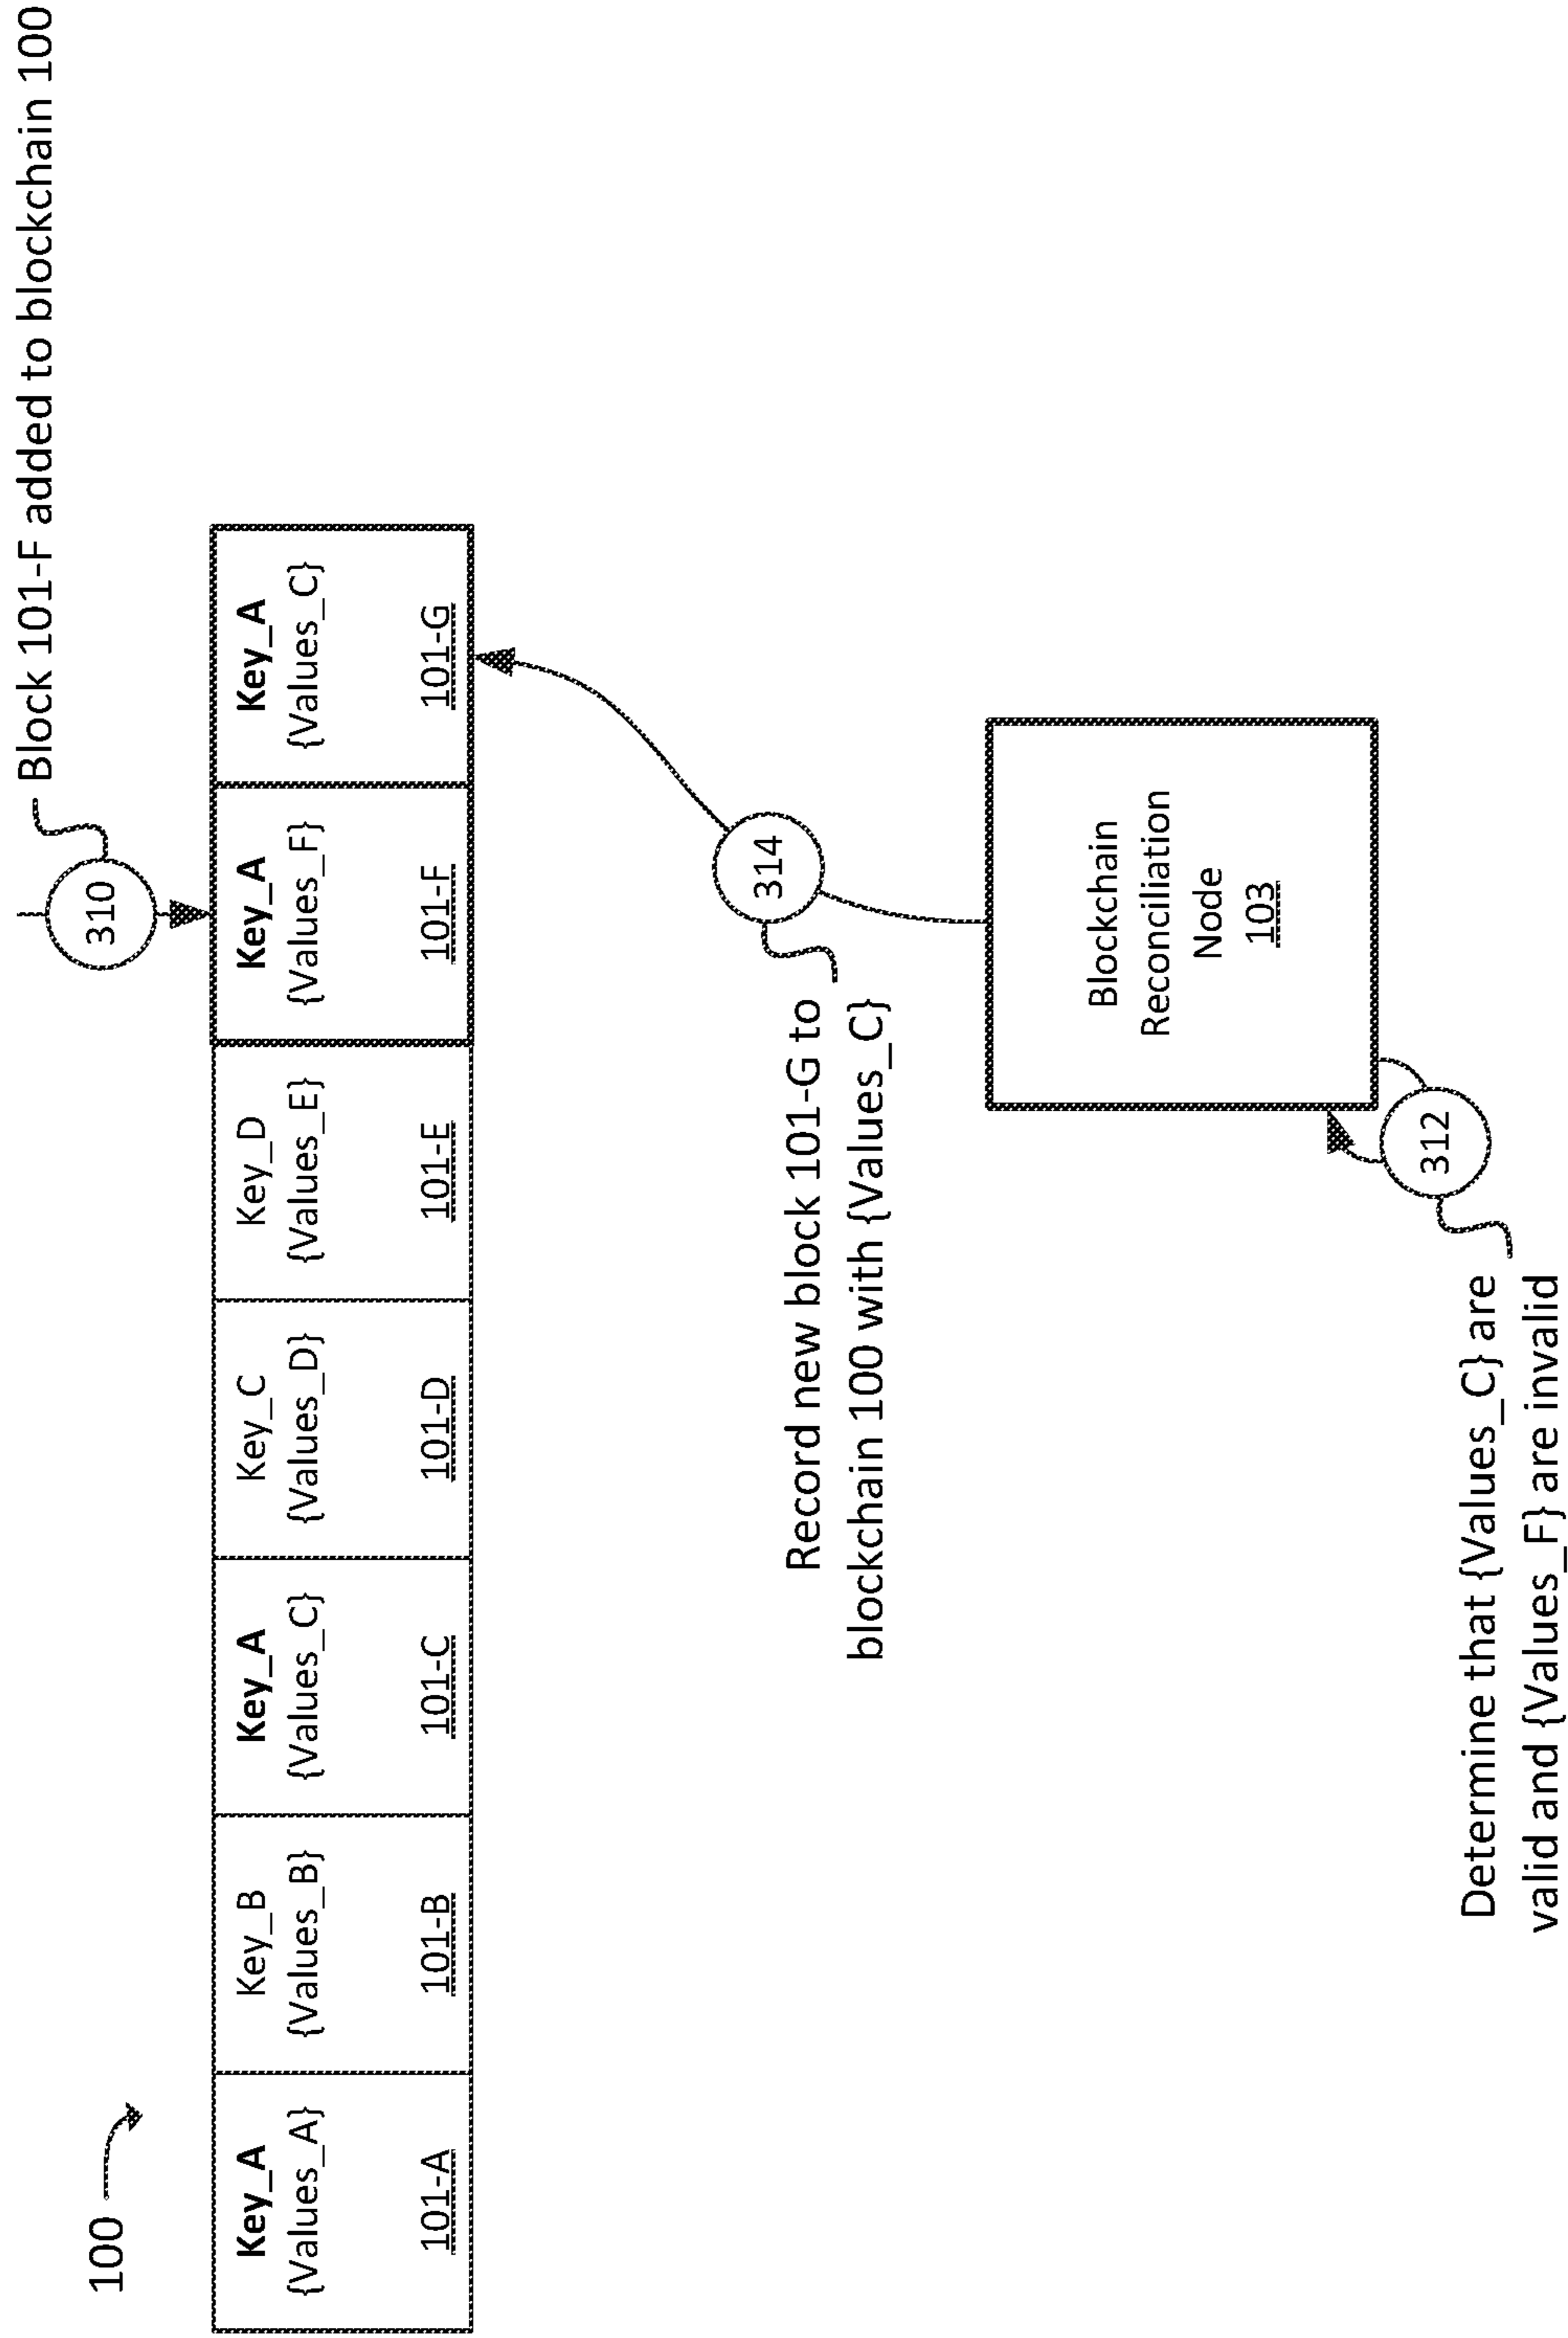 Block 101-F added to blockchain 100
100
310
Key_A
{Values_A}
101-A
Key_B
{Values_B}
101-B
Key_A
{Values_C}
101-C
Key_C
{Values_D}
101-D
Key_D
{Values_E}
101-E
Key_A
{Values_F}
101-F
Key_A
{Values_C}
101-G
Record new block 101-G to
blockchain 100 with {Values_C}
314
Blockchain
Reconciliation
Node
103
312
Determine that {Values_C} are
valid and {Values_F} are invalid